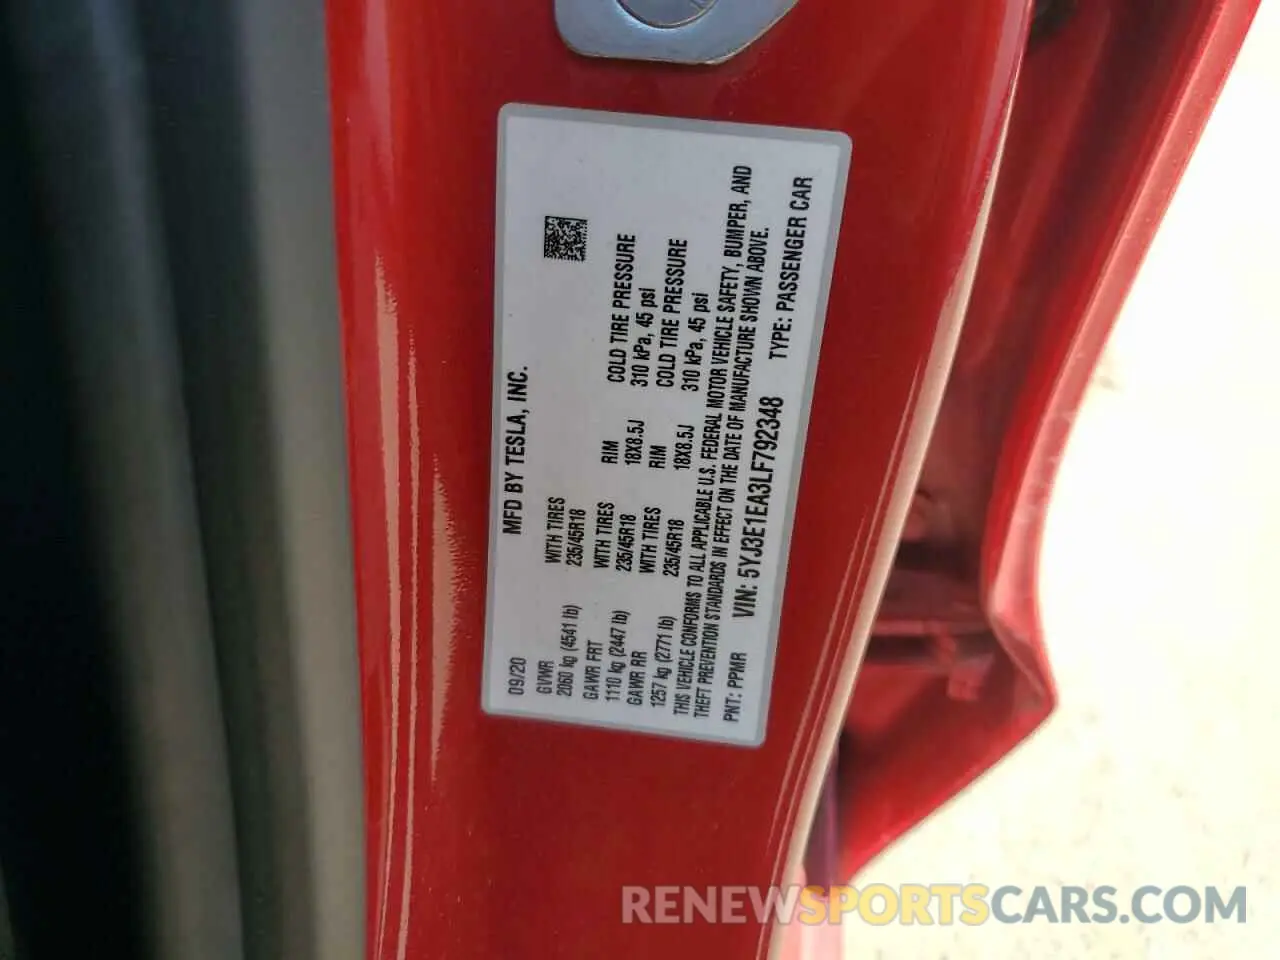 MFD BY TESLA, INC.
09/20
GVWR WITH TIRES
2060 kg (4541 lb) 235/45R18
GAWR FRT WITH TIRES RIM COLD TIRE PRESSURE
1110 kg (2447 lb) 235/45R18 18X8.5J 310 kPa, 45 psi
GAWR RR WITH TIRES RIM COLD TIRE PRESSURE
1257 kg (2771 lb) 235/45R18 18X8.5J 310 kPa, 45 psi
THIS VEHICLE CONFORMS TO ALL APPLICABLE U.S. FEDERAL MOTOR VEHICLE SAFETY, BUMPER, AND
THEFT PREVENTION STANDARDS IN EFFECT ON THE DATE OF MANUFACTURE SHOWN ABOVE.
PNT: PPMR VIN: 5YJ3E1EA3LF792348 TYPE: PASSENGER CAR
RENEWSPORTSCARS.COM